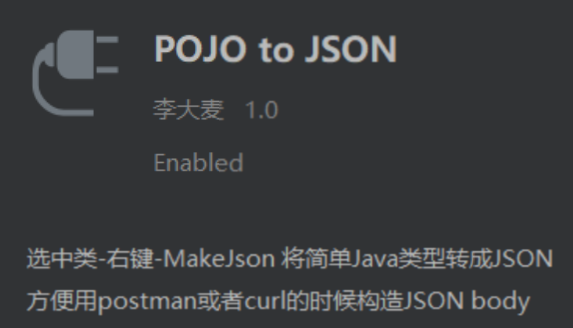 POJO to JSON
李大麦 1.0
Enabled
选中类-右键-MakeJson 将简单Java类型转成JSON
方便用postman或者curl的时候构造JSON body